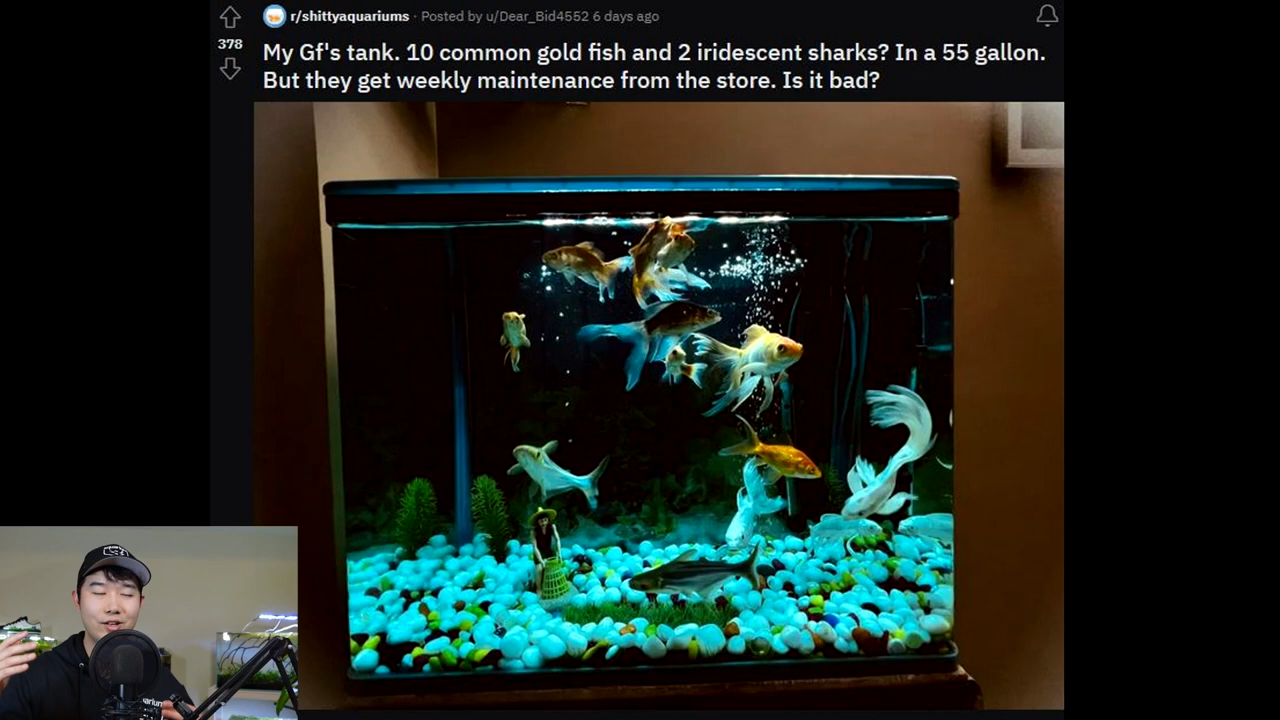 r/shittyaquariums · Posted by u/Dear_Bid4552 6 days ago
378
My Gf's tank. 10 common gold fish and 2 iridescent sharks? In a 55 gallon.
But they get weekly maintenance from the store. Is it bad?